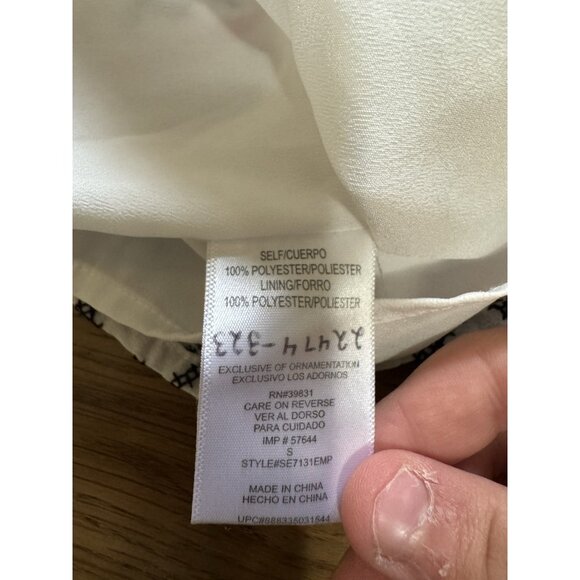 SELF/CUERPO
100% POLYESTER/POLIESTER
LINING/FORRO
100% POLYESTER/POLIESTER
22474-323
EXCLUSIVE OF ORNAMENTATION
EXCLUSIVO LOS ADORNOS
RN#39831
CARE ON REVERSE
VER AL DORSO
PARA CUIDADO
IMP # 57644
S
STYLE#SE7131EMP
MADE IN CHINA
HECHO EN CHINA
UPC#888335031644